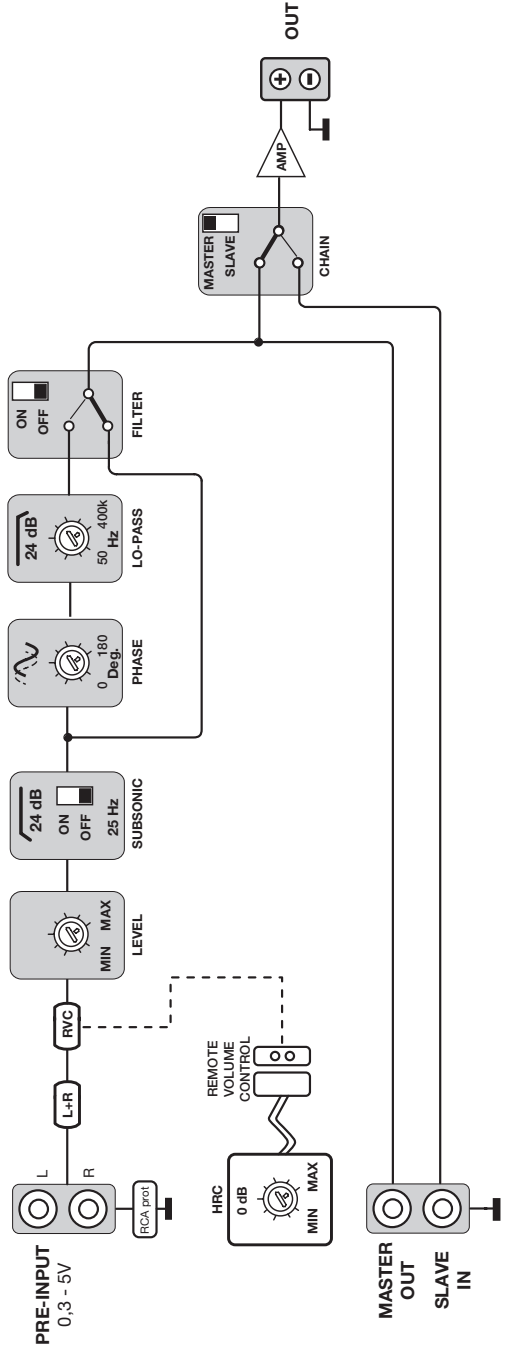 PRE-INPUT
0,3 - 5V
L
R
RCA prot
L+R
RVC
MIN MAX
LEVEL
24 dB
ON
OFF
25 Hz
SUBSONIC
0 180
Deg.
PHASE
24 dB
50 400k
Hz
LO-PASS
ON
OFF
FILTER
HRC
0 dB
MIN MAX
REMOTE
VOLUME
CONTROL
MASTER
SLAVE
CHAIN
AMP
OUT
MASTER
OUT
SLAVE
IN